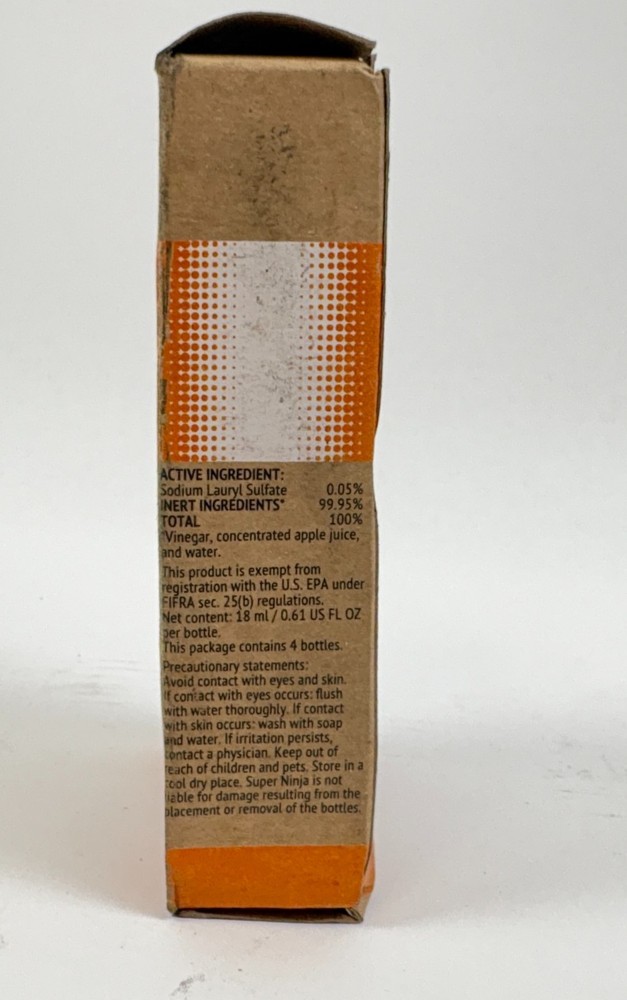 ACTIVE INGREDIENT:
Sodium Lauryl Sulfate 0.05%
INERT INGREDIENTS* 99.95%
TOTAL 100%
*Vinegar, concentrated apple juice,
and water.
This product is exempt from
registration with the U.S. EPA under
FIFRA sec. 25(b) regulations.
Net content: 18 ml / 0.61 US FL OZ
per bottle.
This package contains 4 bottles.
Precautionary statements:
Avoid contact with eyes and skin.
If contact with eyes occurs: flush
with water thoroughly. If contact
with skin occurs: wash with soap
and water. If irritation persists,
contact a physician. Keep out of
reach of children and pets. Store in a
cool dry place. Super Ninja is not
liable for damage resulting from the
placement or removal of the bottles.